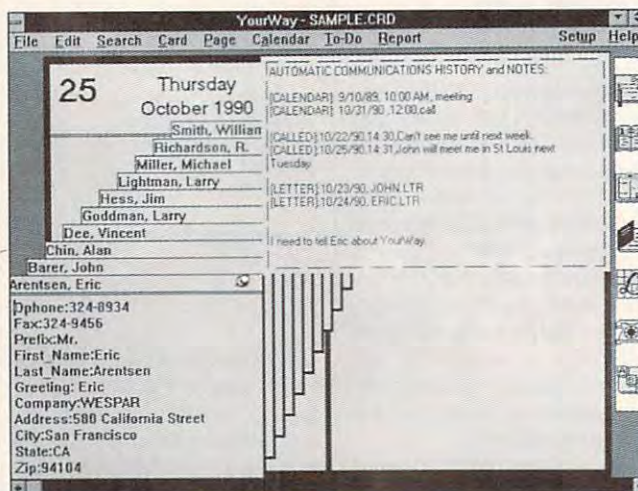 YourWay - SAMPLE.CRD
File Edit Search Card Page Calendar To-Do Report Setup Help
25
Thursday
October 1990
Smith, Willian
Richardson, R.
Miller, Michael
Lightman, Larry
Hess, Jim
Goddman, Larry
Dee, Vincent
Chin, Alan
Barer, John
Arentsen, Eric
AUTOMATIC COMMUNICATIONS HISTORY and NOTES:
[CALENDAR] 9/10/89, 10:00 AM, meeting
[CALENDAR] 10/31/90 ,12:00,call
[CALLED]:10/22/90,14:30,Can't see me until next week.
[CALLED]:10/25/90,14:31,John will meet me in St Louis next
Tuesday.
[LETTER]:10/23/90, JOHN.LTR
[LETTER]:10/24/90, ERIC.LTR
I need to tell Eric about YourWay.
Dphone:324-8934
Fax:324-9456
Prefix:Mr.
First_Name:Eric
Last_Name:Arentsen
Greeting: Eric
Company:WESPAR
Address:580 California Street
City:San Francisco
State:CA
Zip:94104